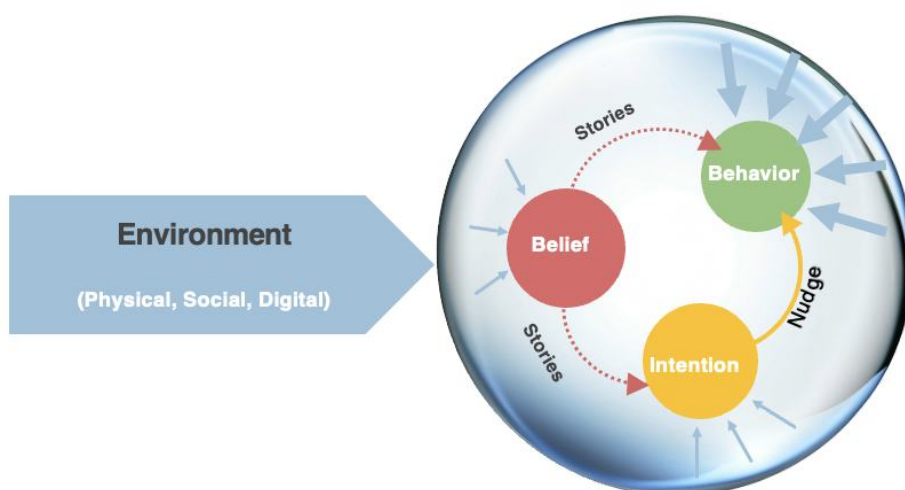 Environment
(Physical, Social, Digital)
Stories
Behavior
Belief
Stories
Nudge
Intention